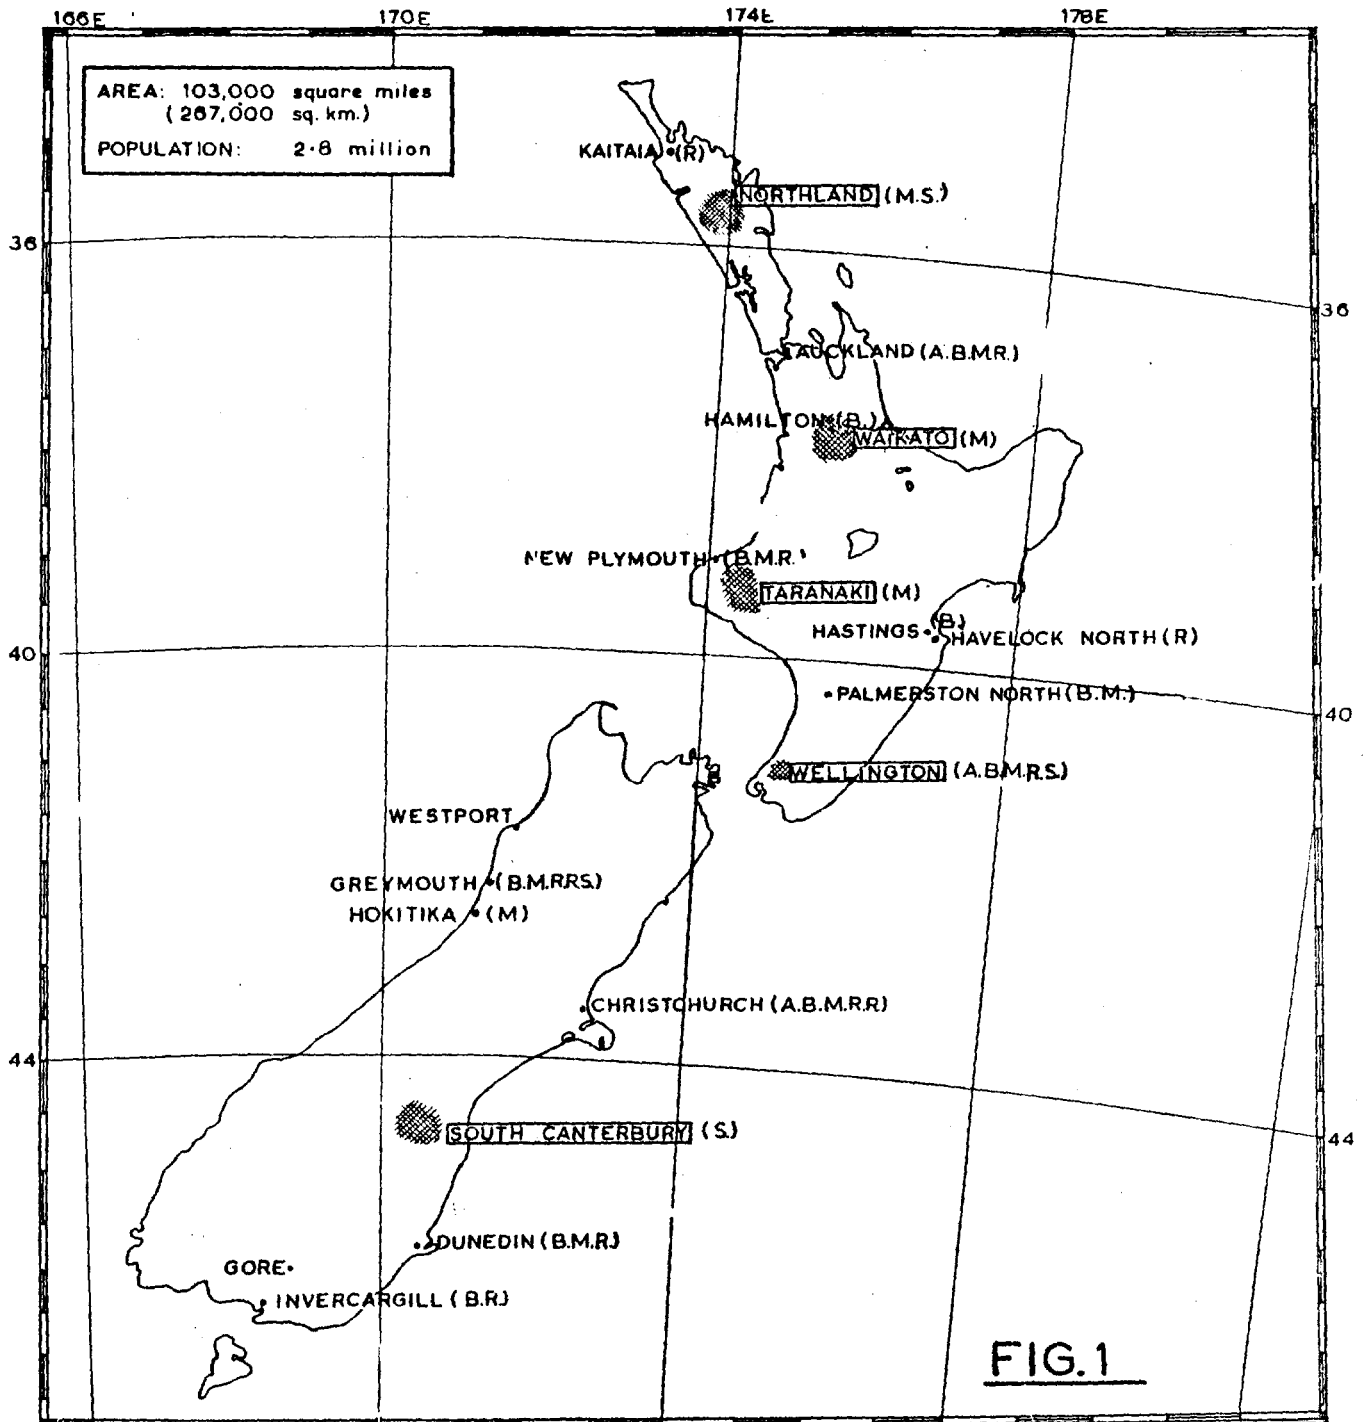 166E 170E 174E 178E
AREA: 103,000 square miles
(267,000 sq. km.)
POPULATION: 2·8 million
KAITAIA (R)
NORTHLAND (M.S.)
36
36
AUCKLAND (A.B.M.R.)
HAMILTON (B.)
WAIKATO (M)
NEW PLYMOUTH (B.M.R.)
TARANAKI (M)
HASTINGS (B.)
HAVELOCK NORTH (R)
40
PALMERSTON NORTH (B.M.)
40
WELLINGTON (A.B.M.R.S.)
WESTPORT
GREYMOUTH (B.M.R.R.S.)
HOKITIKA (M)
CHRISTCHURCH (A.B.M.R.R)
44
SOUTH CANTERBURY (S.)
44
DUNEDIN (B.M.R.)
GORE
INVERCARGILL (B.R.)
FIG. 1